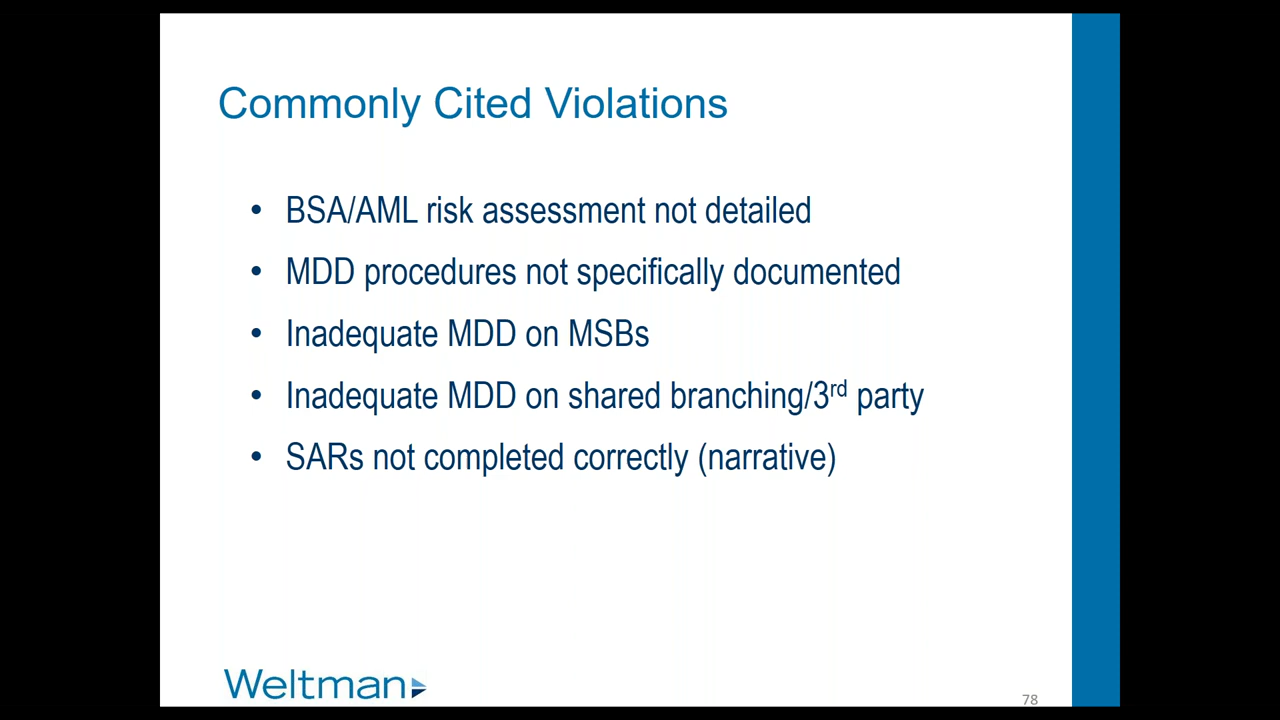 Commonly Cited Violations
• BSA/AML risk assessment not detailed
• MDD procedures not specifically documented
• Inadequate MDD on MSBs
• Inadequate MDD on shared branching/3rd party
• SARs not completed correctly (narrative)
Weltman
78